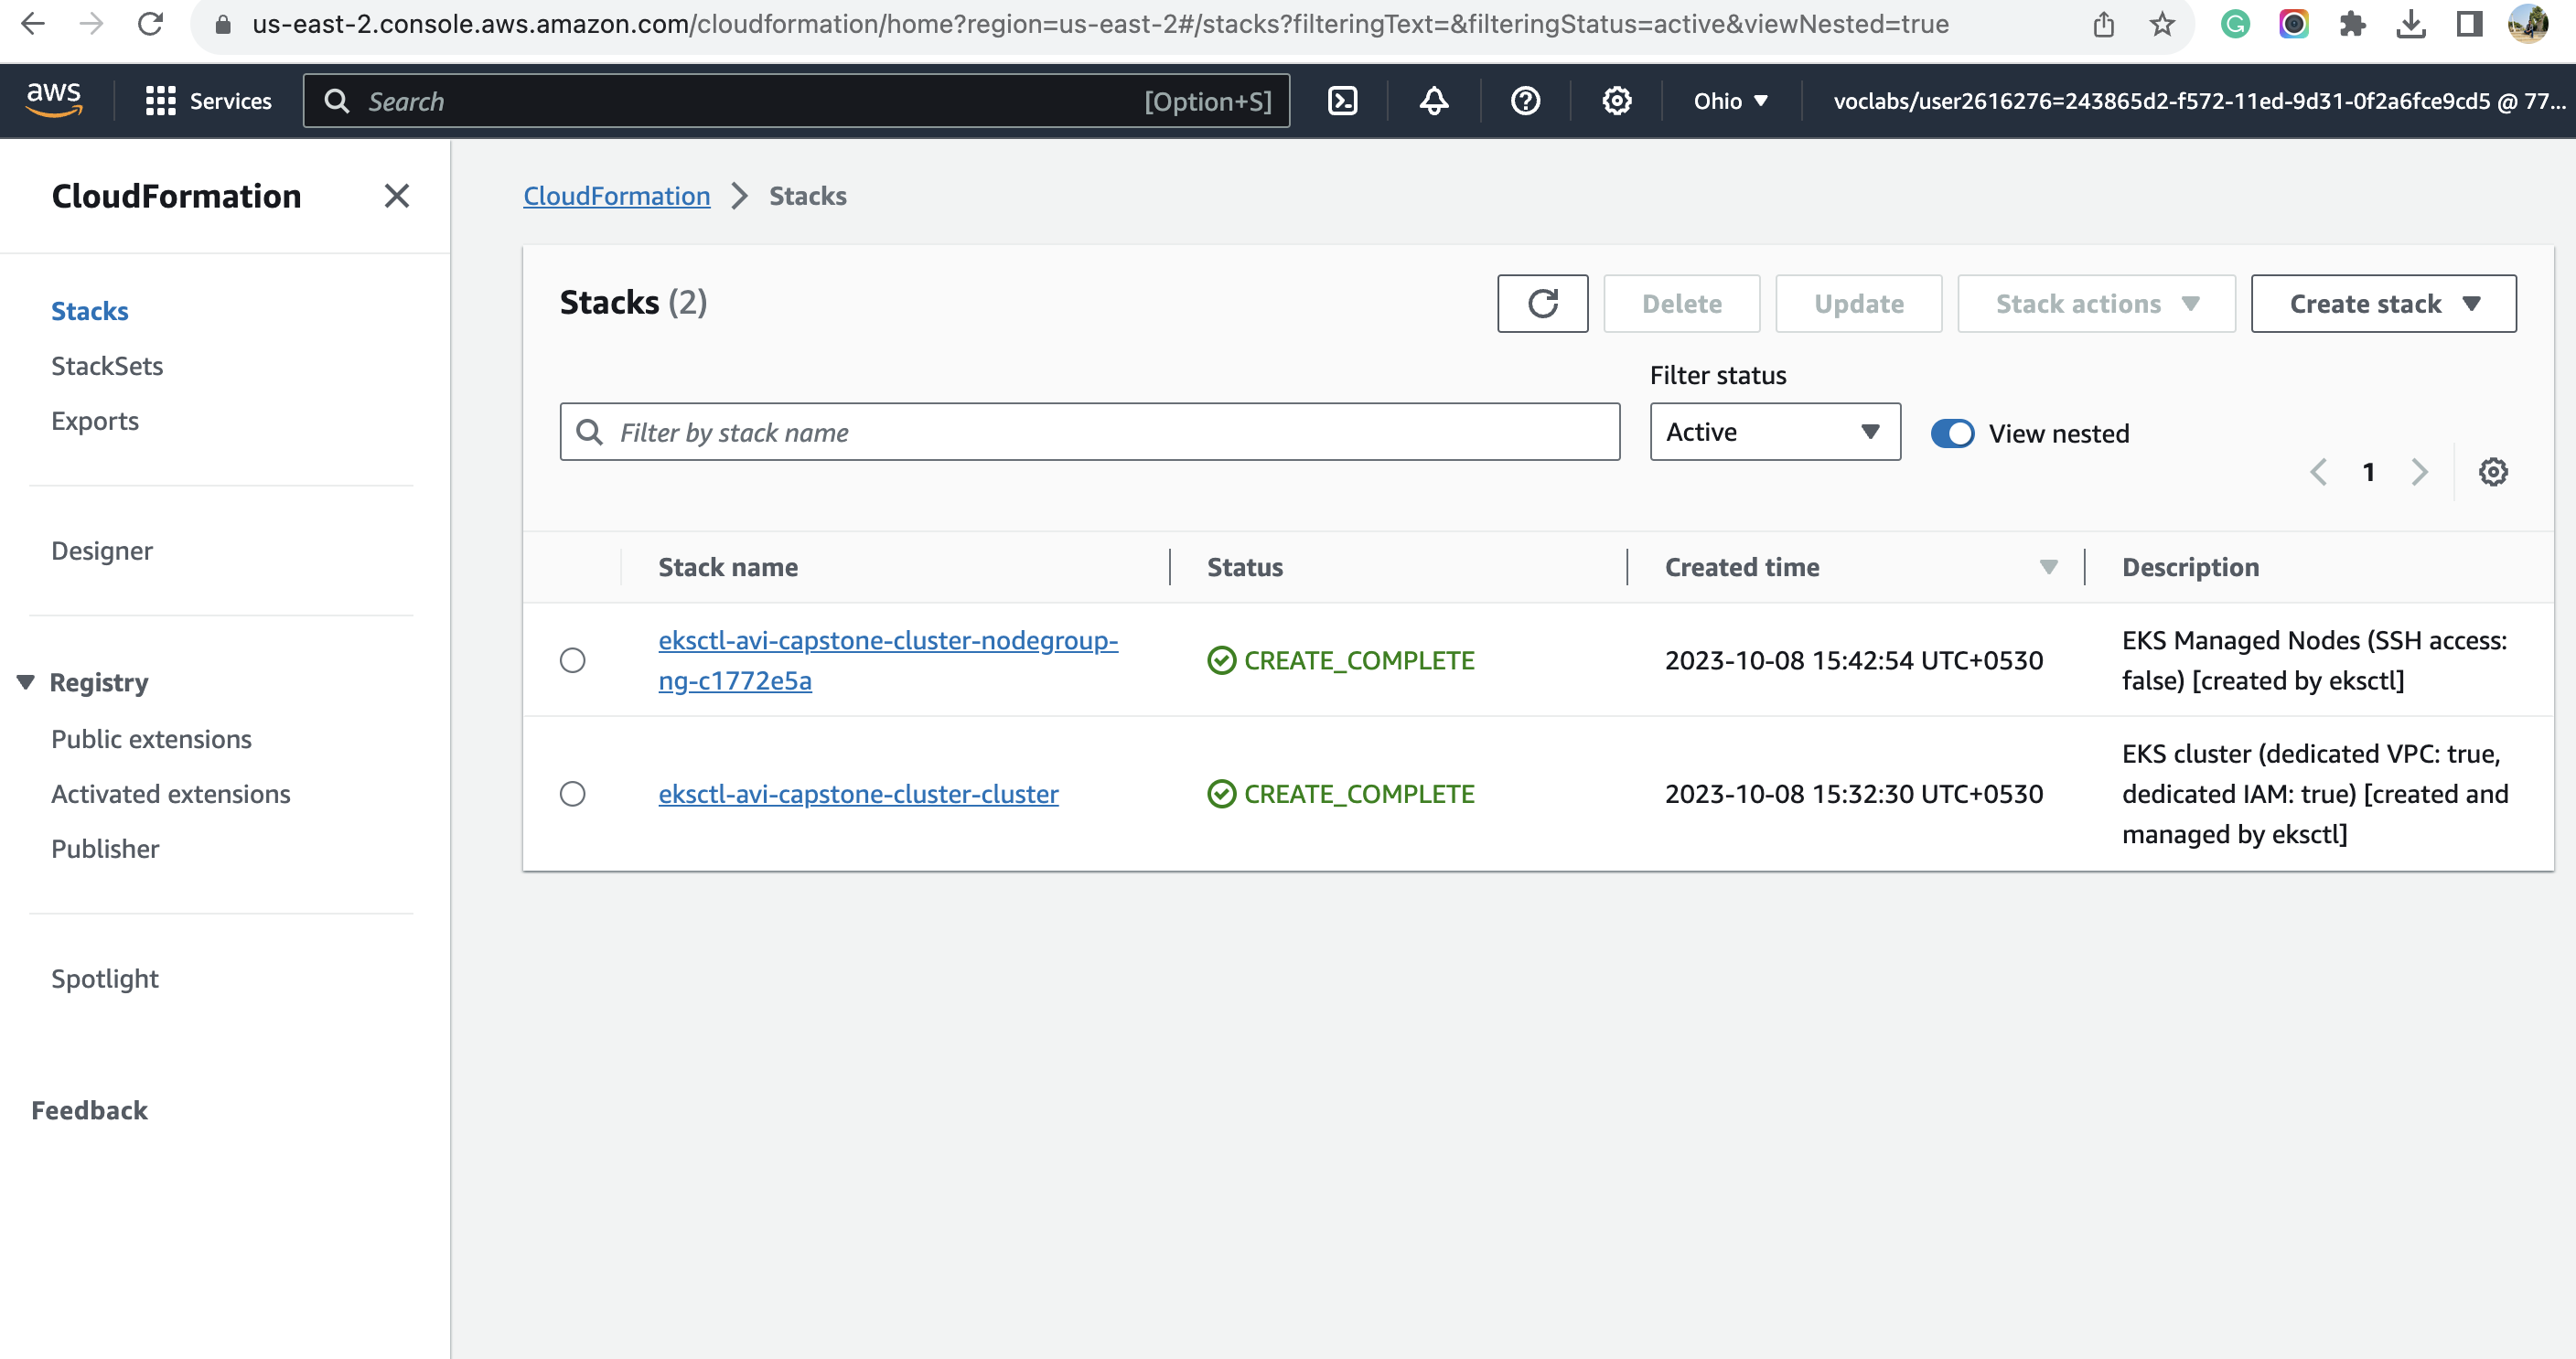 us-east-2.console.aws.amazon.com/cloudformation/home?region=us-east-2#/stacks?filteringText=&filteringStatus=active&viewNested=true
aws
Services
Search
[Option+S]
Ohio
voclabs/user2616276=243865d2-f572-11ed-9d31-0f2a6fce9cd5 @ 77...
CloudFormation
Stacks
StackSets
Exports
Designer
Registry
Public extensions
Activated extensions
Publisher
Spotlight
Feedback
CloudFormation > Stacks
Stacks (2)
Delete
Update
Stack actions
Create stack
Filter by stack name
Filter status
Active
View nested
1
Stack name
Status
Created time
Description
eksctl-avi-capstone-cluster-nodegroup-
ng-c1772e5a
CREATE_COMPLETE
2023-10-08 15:42:54 UTC+0530
EKS Managed Nodes (SSH access:
false) [created by eksctl]
eksctl-avi-capstone-cluster-cluster
CREATE_COMPLETE
2023-10-08 15:32:30 UTC+0530
EKS cluster (dedicated VPC: true,
dedicated IAM: true) [created and
managed by eksctl]